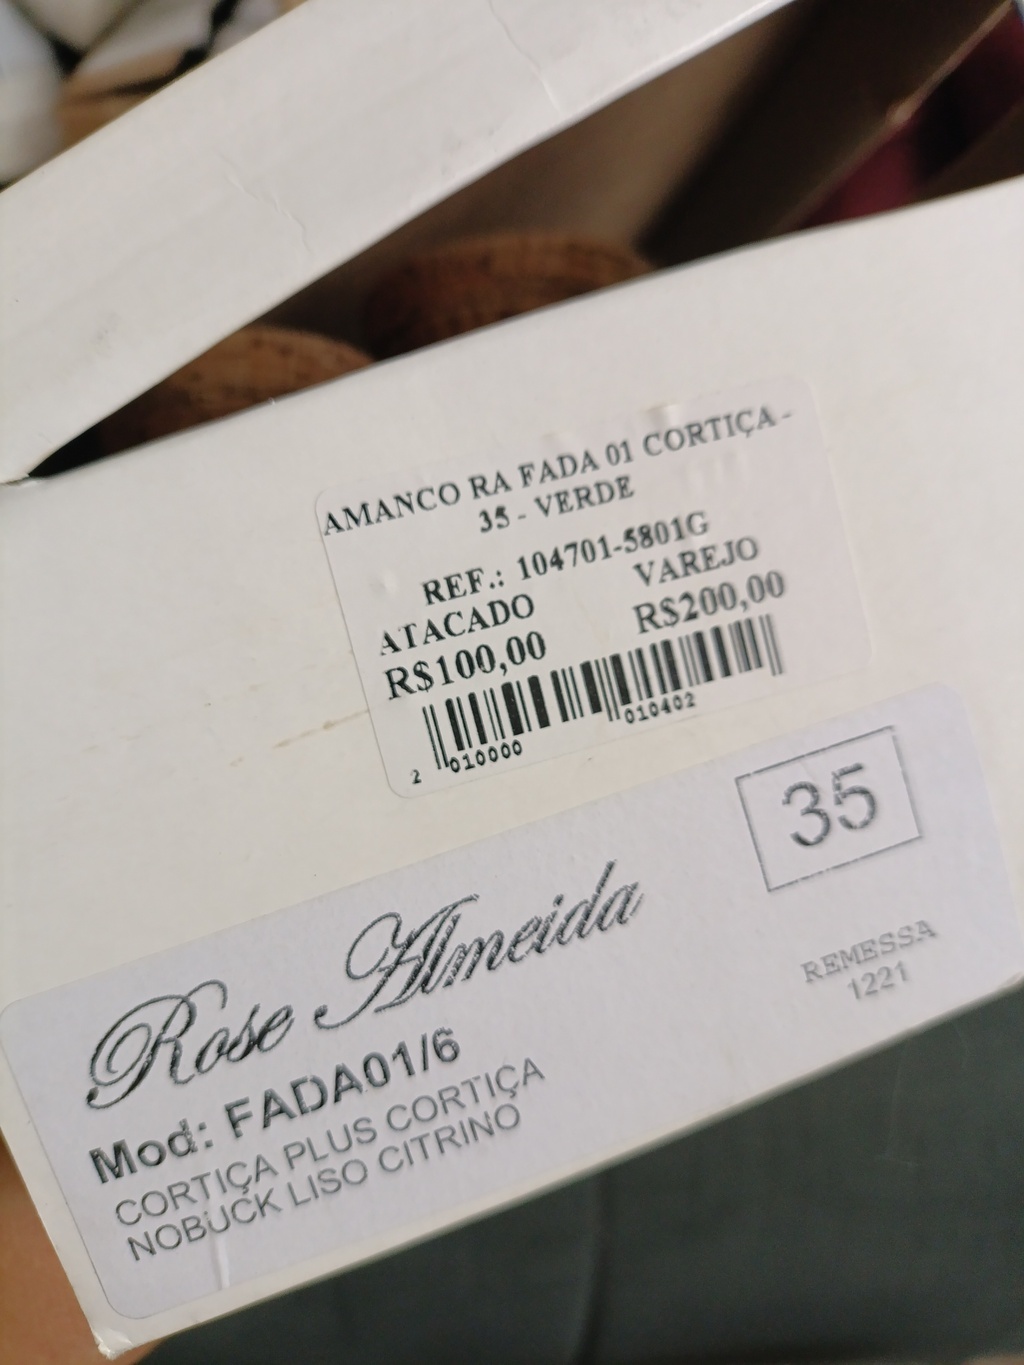 AMANCO RA FADA 01 CORTIÇA -
35 - VERDE
REF.: 104701-5801G
ATACADO VAREJO
R$100,00 R$200,00
2 010000 010402
35
Rose Almeida
REMESSA
1221
Mod: FADA01/6
CORTIÇA PLUS CORTIÇA
NOBUCK LISO CITRINO